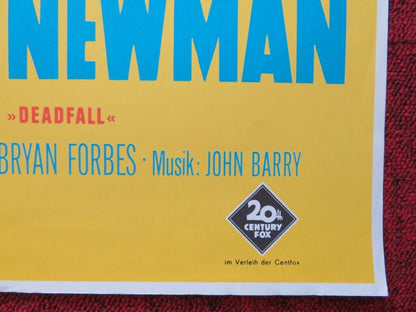 NEWMAN
»DEADFALL«
BRYAN FORBES · Musik: JOHN BARRY
20th
CENTURY
FOX
im Verleih der Centfox